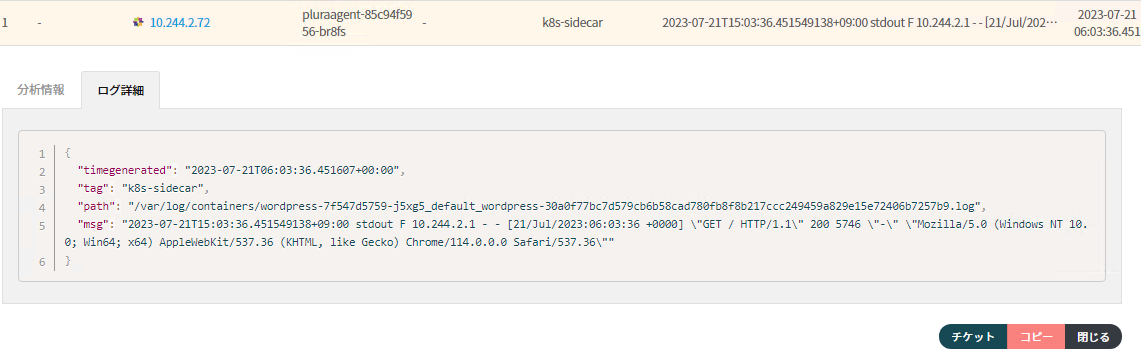 1 - 10.244.2.72 pluraagent-85c94f59 - k8s-sidecar 2023-07-21T15:03:36.451549138+09:00 stdout F 10.244.2.1 - - [21/Jul/202… 2023-07-21
56-br8fs 06:03:36.451
分析情報 ログ詳細
1 {
2 "timegenerated": "2023-07-21T06:03:36.451607+00:00",
3 "tag": "k8s-sidecar",
4 "path": "/var/log/containers/wordpress-7f547d5759-j5xg5_default_wordpress-30a0f77bc7d579cb6b58cad780fb8f8b217ccc249459a829e15e72406b7257b9.log",
5 "msg": "2023-07-21T15:03:36.451549138+09:00 stdout F 10.244.2.1 - - [21/Jul/2023:06:03:36 +0000] \"GET / HTTP/1.1\" 200 5746 \"-\" \"Mozilla/5.0 (Windows NT 10.
0; Win64; x64) AppleWebKit/537.36 (KHTML, like Gecko) Chrome/114.0.0.0 Safari/537.36\""
6 }
チケット コピー 閉じる